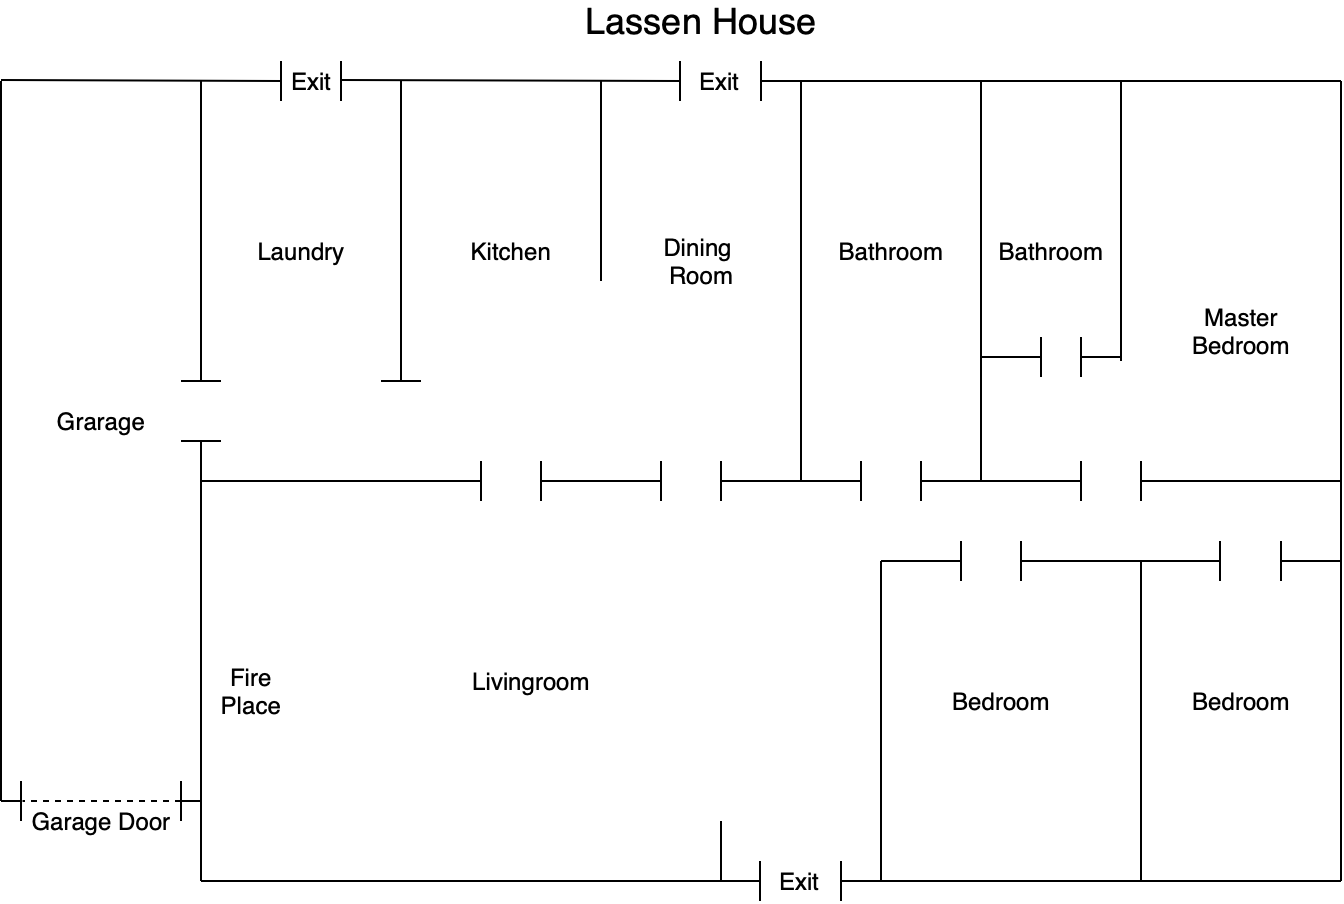 Lassen House
Exit
Exit
Laundry
Kitchen
Dining
Room
Bathroom
Bathroom
Master
Bedroom
Grarage
Fire
Place
Livingroom
Bedroom
Bedroom
Garage Door
Exit